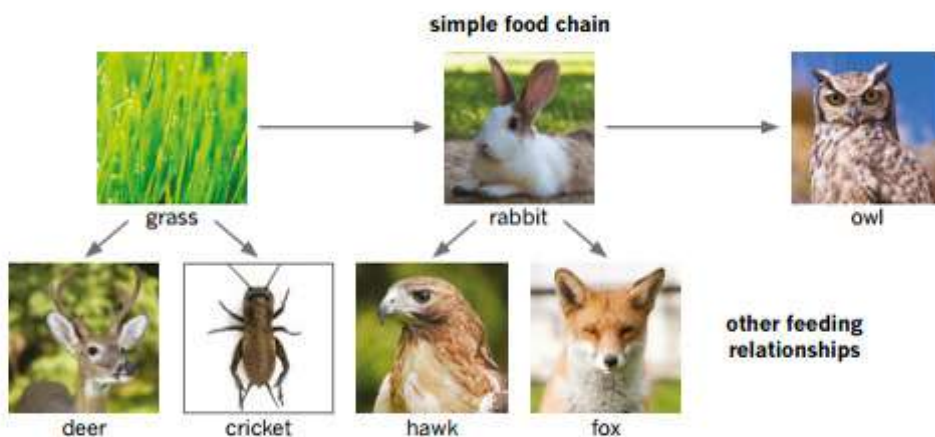 simple food chain
grass
rabbit
owl
deer
cricket
hawk
fox
other feeding
relationships